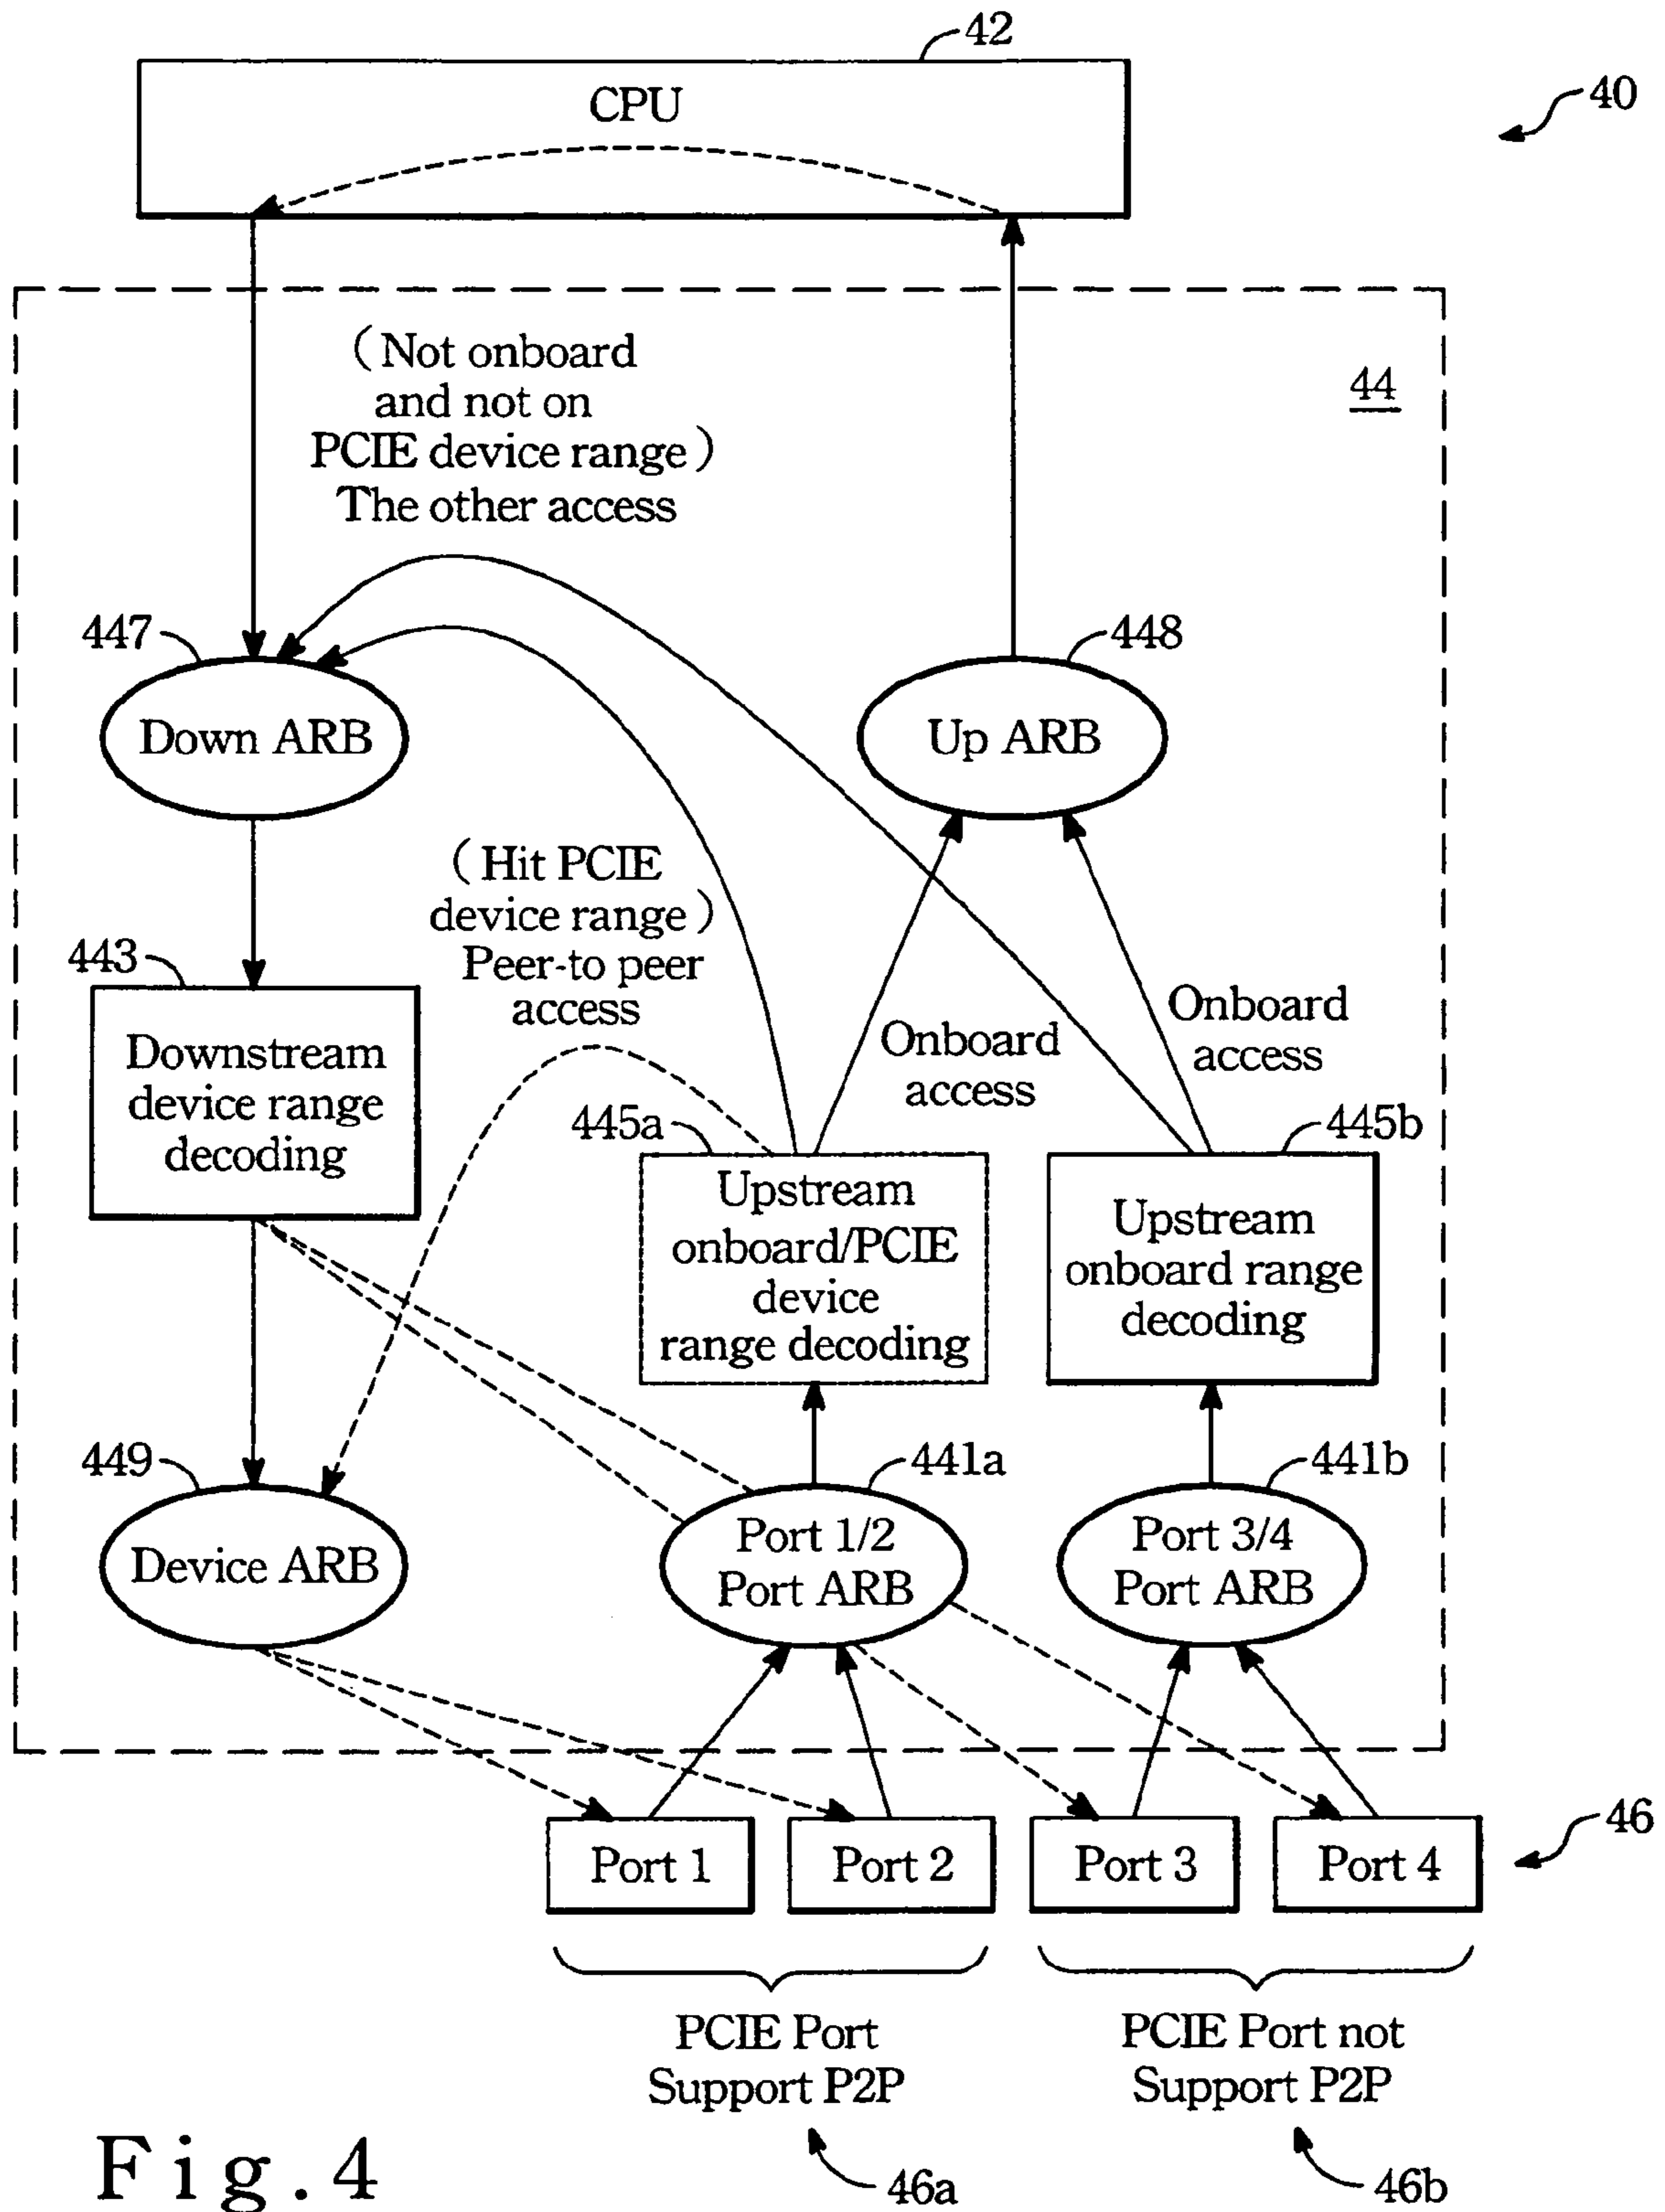 42
CPU
40
(Not onboard
and not on
PCIE device range)
The other access
44
447
448
Down ARB
Up ARB
(Hit PCIE
device range)
Peer-to peer
access
443
Onboard
access
Onboard
access
Downstream
device range
decoding
445a
445b
Upstream
onboard/PCIE
device
range decoding
Upstream
onboard range
decoding
449
441a
441b
Device ARB
Port 1/2
Port ARB
Port 3/4
Port ARB
46
Port 1
Port 2
Port 3
Port 4
PCIE Port
Support P2P
PCIE Port not
Support P2P
46a
46b
Fig.4